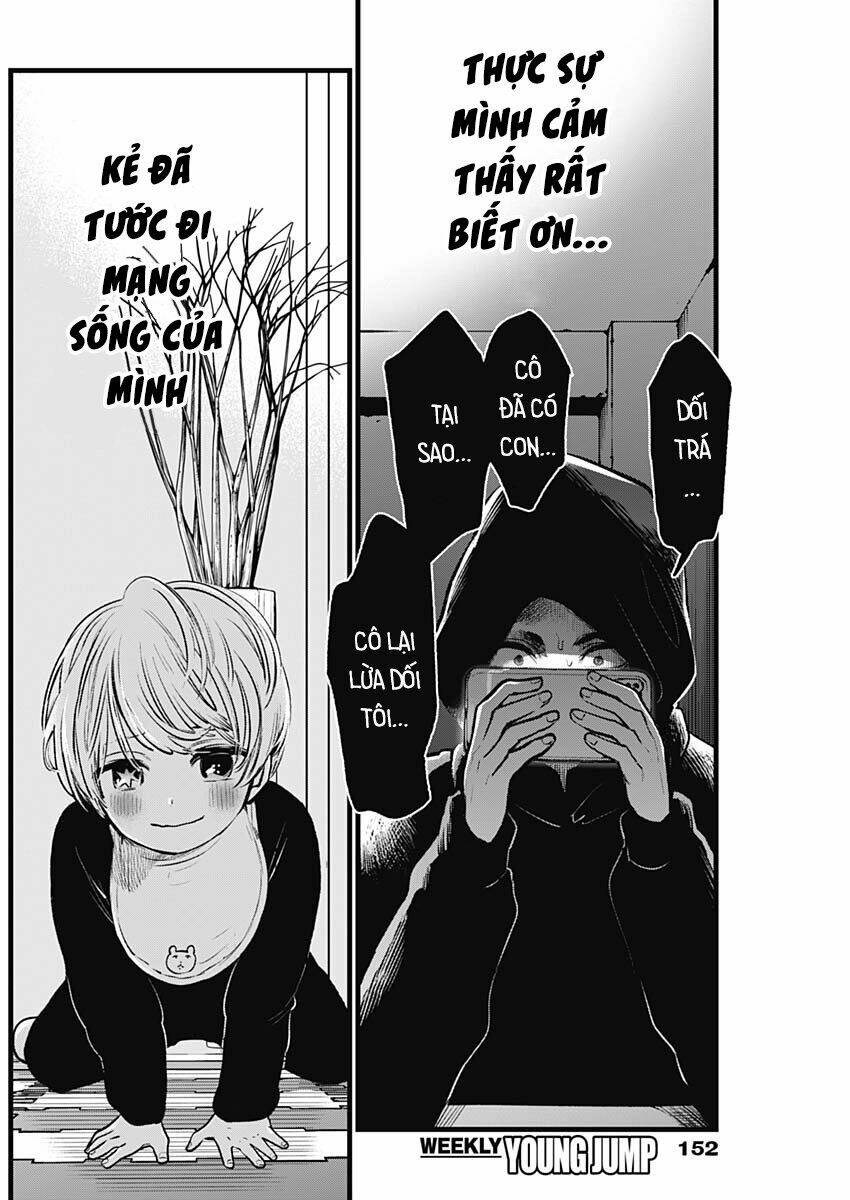 THỰC SỰ
MÌNH CẢM
THẤY RẤT
BIẾT ƠN...
DỐI
TRÁ
...
CÔ
ĐÃ CÓ
CON...
TẠI
SAO...
CÔ LẠI
LỪA DỐI
TÔI...
KẺ ĐÃ
TƯỚC ĐI
MẠNG
SỐNG CỦA
MÌNH
WEEKLY YOUNG JUMP 152